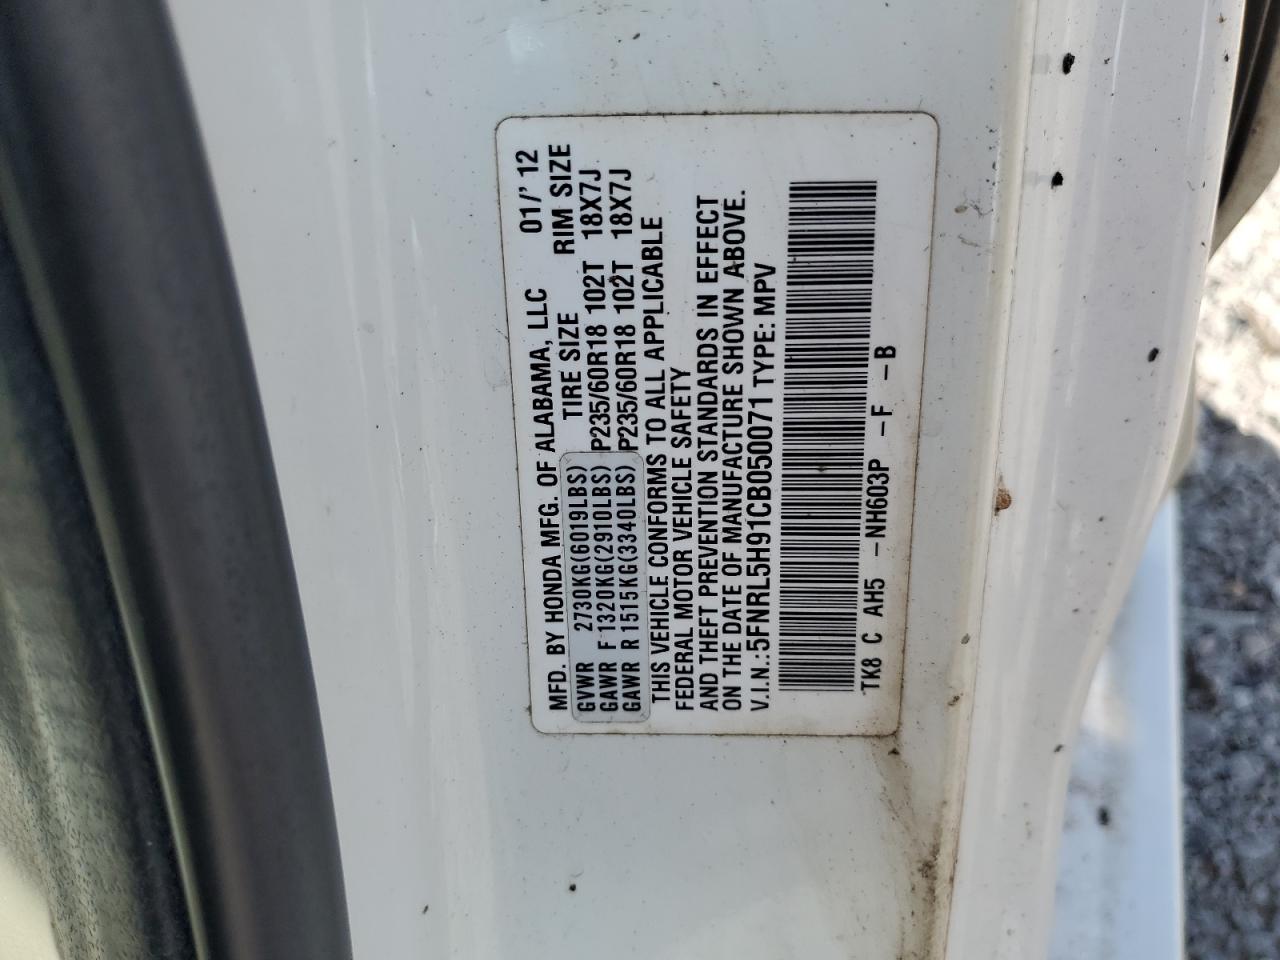 MFD. BY HONDA MFG. OF ALABAMA, LLC 01/'12
TIRE SIZE RIM SIZE
GVWR 2730KG(6019LBS)
GAWR F 1320KG(2910LBS) P235/60R18 102T 18X7J
GAWR R 1515KG(3340LBS) P235/60R18 102T 18X7J
THIS VEHICLE CONFORMS TO ALL APPLICABLE
FEDERAL MOTOR VEHICLE SAFETY
AND THEFT PREVENTION STANDARDS IN EFFECT
ON THE DATE OF MANUFACTURE SHOWN ABOVE.
V.I.N.:5FNRL5H91CB050071 TYPE: MPV
TK8 C AH5 -NH603P -F -B